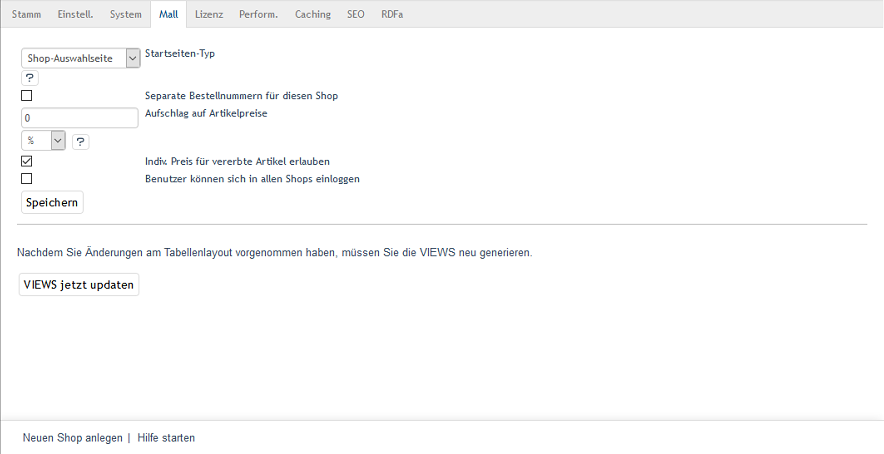 Stamm Einstell. System Mall Lizenz Perform. Caching SEO RDFa
Shop-Auswahlseite Startseiten-Typ
?
Separate Bestellnummern für diesen Shop
0 Aufschlag auf Artikelpreise
% ?
Indiv. Preis für vererbte Artikel erlauben
Benutzer können sich in allen Shops einloggen
Speichern
Nachdem Sie Änderungen am Tabellenlayout vorgenommen haben, müssen Sie die VIEWS neu generieren.
VIEWS jetzt updaten
Neuen Shop anlegen | Hilfe starten